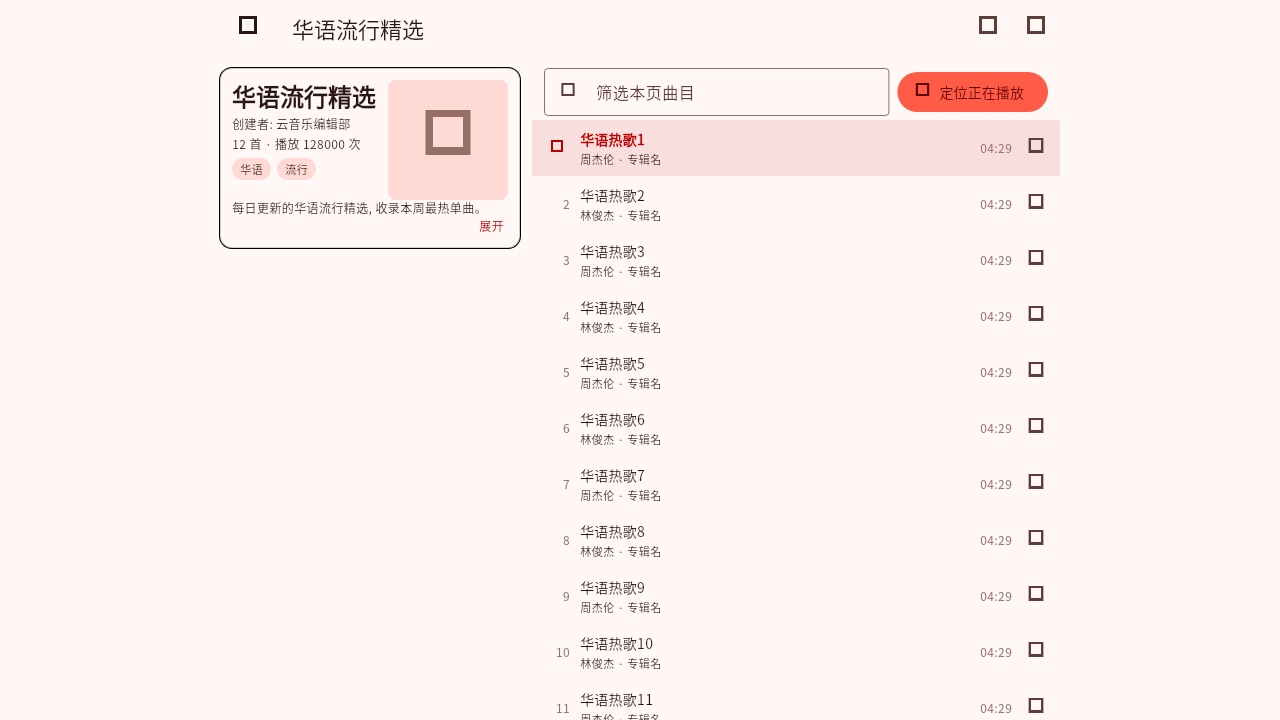 华语流行精选
华语流行精选
创建者: 云音乐编辑部
12 首 · 播放 128000 次
华语 流行
每日更新的华语流行精选, 收录本周最热单曲。
展开
筛选本页曲目
定位正在播放
华语热歌1
周杰伦 · 专辑名
04:29
2 华语热歌2
林俊杰 · 专辑名
04:29
3 华语热歌3
周杰伦 · 专辑名
04:29
4 华语热歌4
林俊杰 · 专辑名
04:29
5 华语热歌5
周杰伦 · 专辑名
04:29
6 华语热歌6
林俊杰 · 专辑名
04:29
7 华语热歌7
周杰伦 · 专辑名
04:29
8 华语热歌8
林俊杰 · 专辑名
04:29
9 华语热歌9
周杰伦 · 专辑名
04:29
10 华语热歌10
林俊杰 · 专辑名
04:29
11 华语热歌11
周杰伦 · 专辑名
04:29